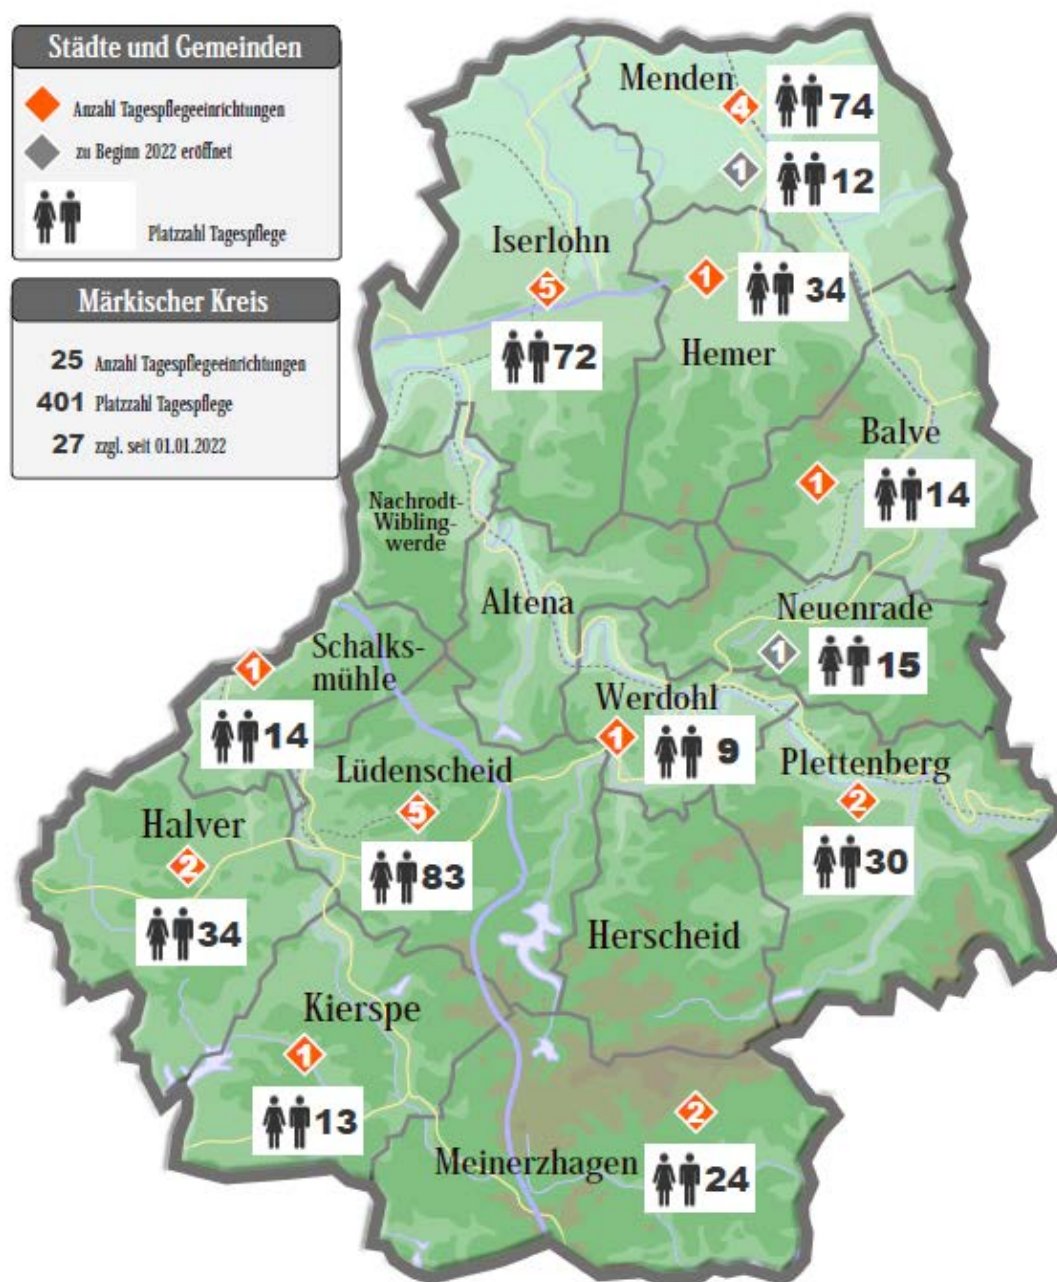 Städte und Gemeinden
Anzahl Tagespflegeeinrichtungen
zu Beginn 2022 eröffnet
Platzzahl Tagespflege
Märkischer Kreis
25 Anzahl Tagespflegeeinrichtungen
401 Platzzahl Tagespflege
27 zzgl. seit 01.01.2022
Menden
4
74
1
12
Iserlohn
5
72
1
34
Hemer
Balve
1
14
Nachrodt-
Wibling-
werde
Altena
Neuenrade
1
15
Schalks-
mühle
1
14
Werdohl
1
9
Lüdenscheid
5
83
Plettenberg
2
30
Halver
2
34
Herscheid
Kierspe
1
13
2
Meinerzhagen
24